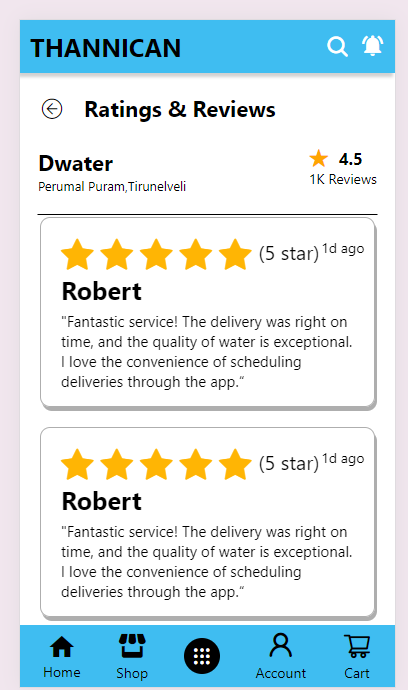 THANNICAN
Ratings & Reviews
Dwater
4.5
Perumal Puram,Tirunelveli
1K Reviews
(5 star) 1d ago
Robert
"Fantastic service! The delivery was right on
time, and the quality of water is exceptional.
I love the convenience of scheduling
deliveries through the app.“
(5 star) 1d ago
Robert
"Fantastic service! The delivery was right on
time, and the quality of water is exceptional.
I love the convenience of scheduling
deliveries through the app.“
Home Shop Account Cart